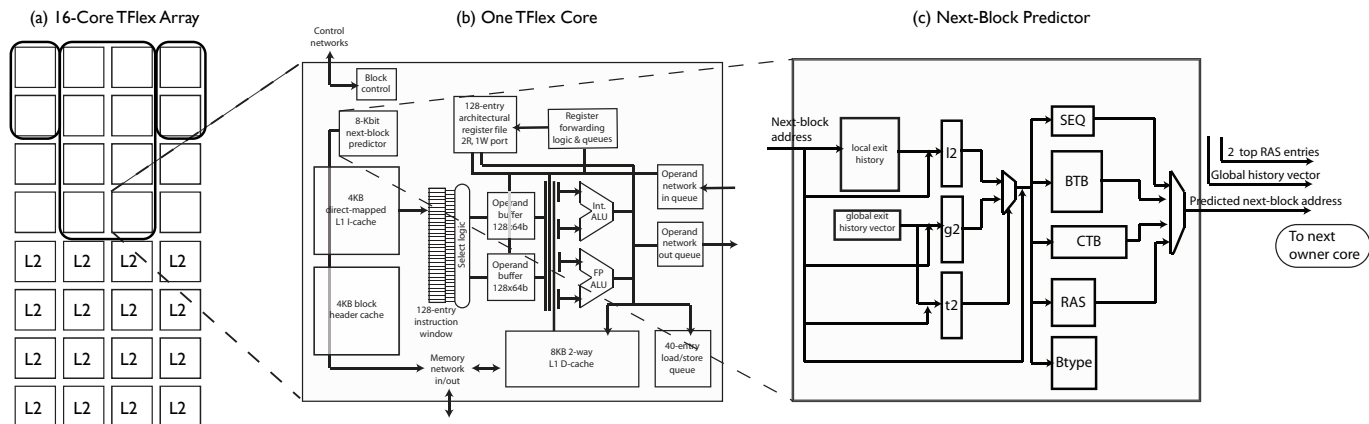 (a) 16-Core TFlex Array
L2 L2 L2 L2
L2 L2 L2 L2
L2 L2 L2 L2
L2 L2 L2 L2
(b) One TFlex Core
Control
networks
Block
control
8-Kbit
next-block
predictor
128-entry
architectural
register file
2R, 1W port
Register
forwarding
logic & queues
4KB
direct-mapped
L1 I-cache
Select logic
Operand
buffer
128x64b
Operand
buffer
128x64b
Int.
ALU
FP
ALU
Operand
network
in queue
Operand
network
out queue
4KB block
header cache
128-entry
instruction
window
Memory
network
in/out
8KB 2-way
L1 D-cache
40-entry
load/store
queue
(c) Next-Block Predictor
Next-block
address
local exit
history
global exit
history vector
l2
g2
t2
SEQ
BTB
CTB
RAS
Btype
2 top RAS entries
Global history vector
Predicted next-block address
To next
owner core